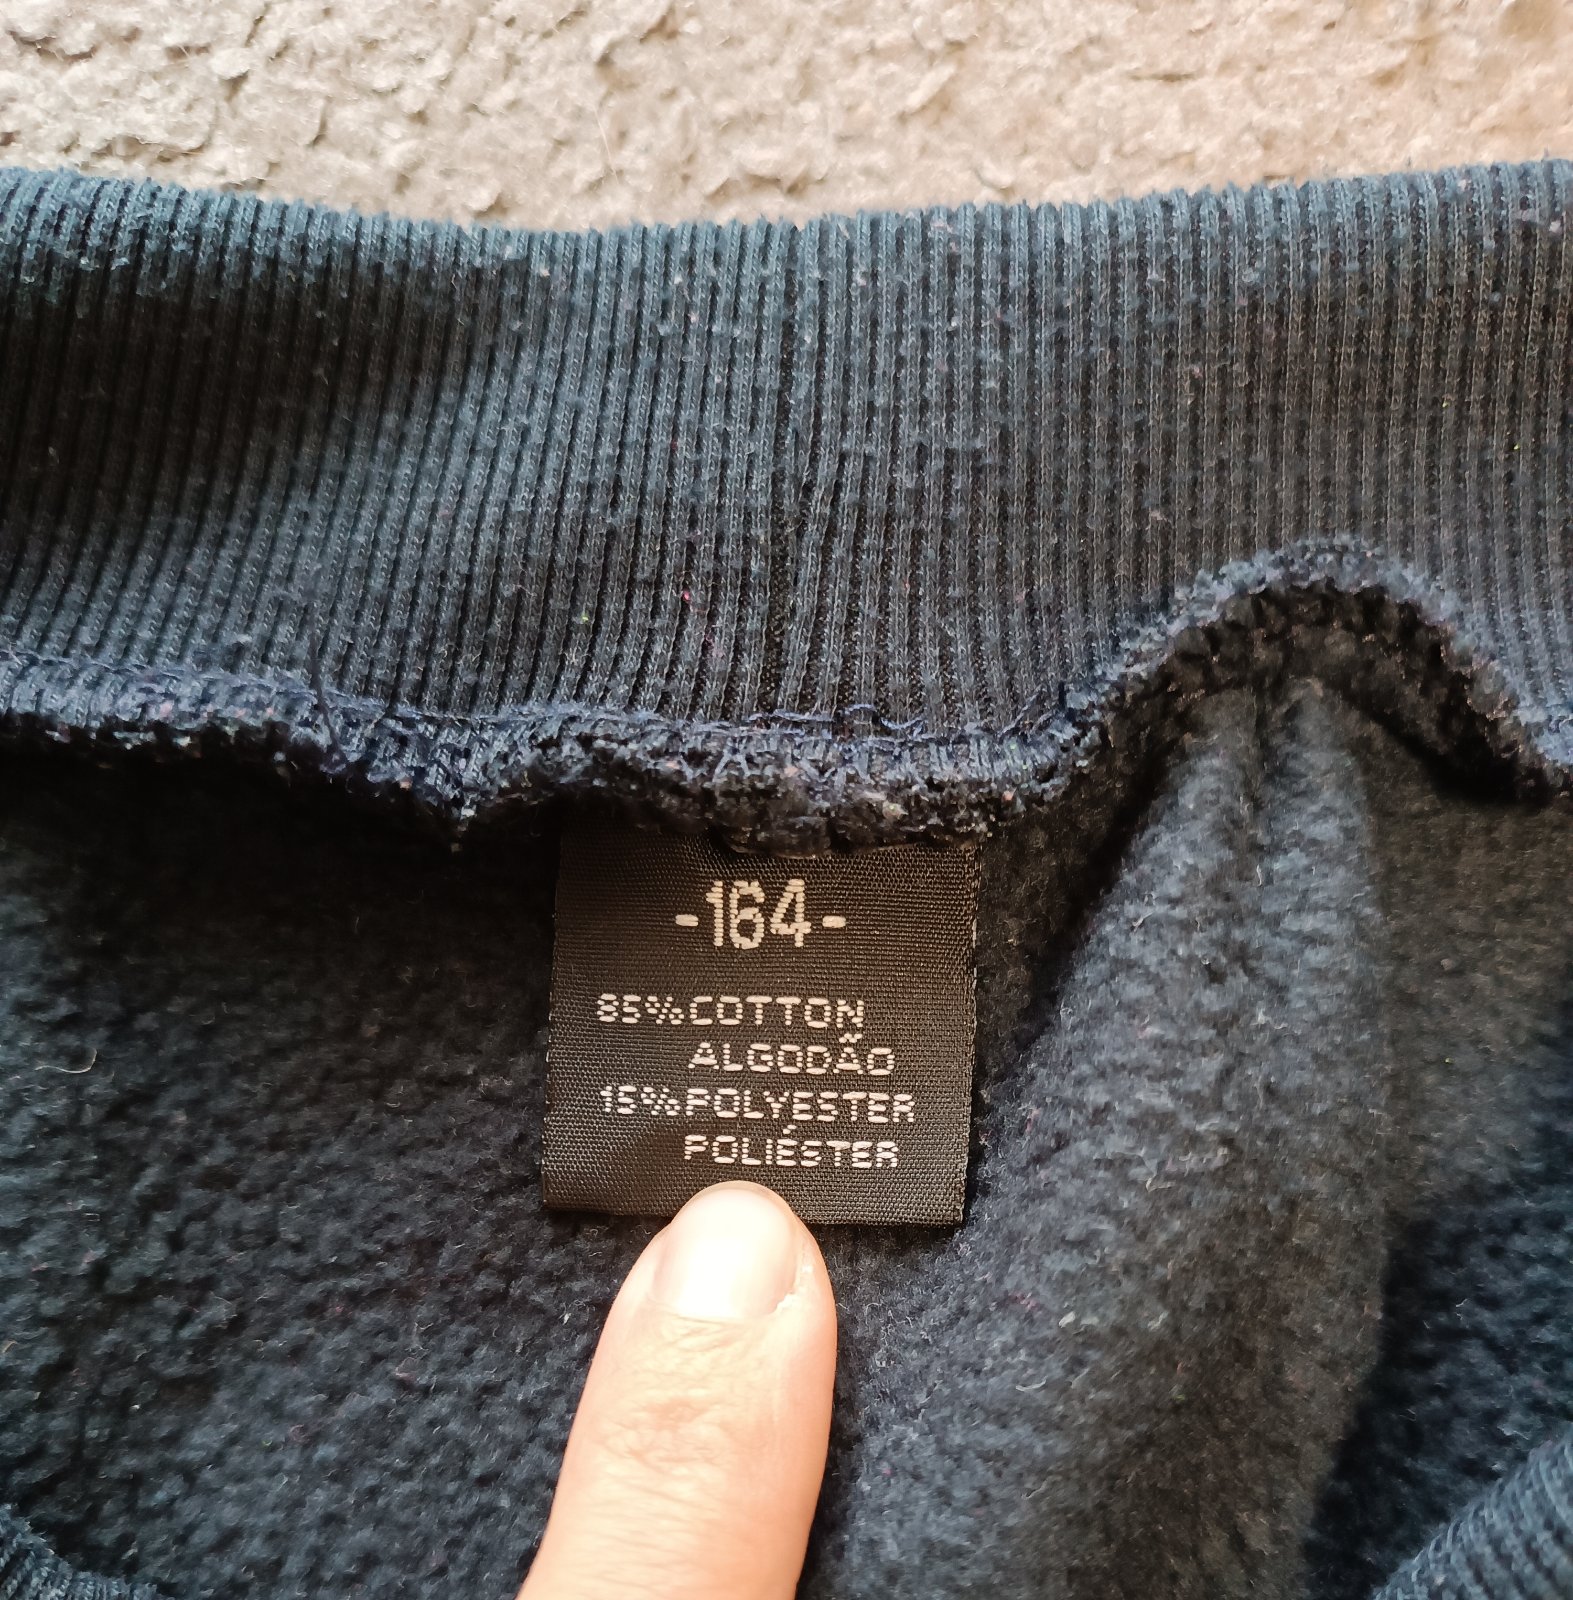 -164-
85%COTTON
ALGODÃO
15%POLYESTER
POLIÉSTER